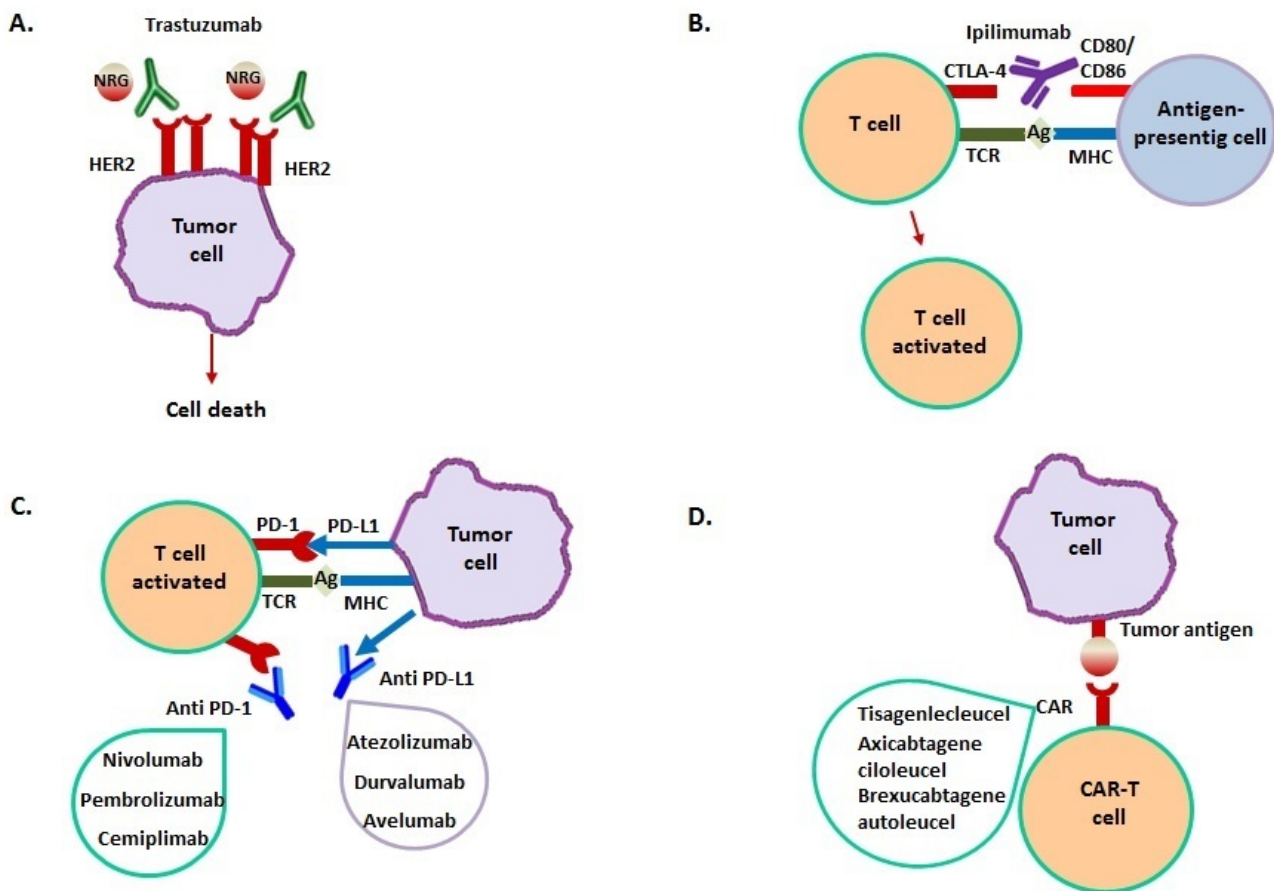 A.
Trastuzumab
NRG
NRG
HER2
HER2
Tumor
cell
Cell death
B.
Ipilimumab
CD80/
CD86
CTLA-4
T cell
Antigen-
presentig cell
Ag
TCR
MHC
T cell
activated
C.
PD-1
PD-L1
T cell
activated
Tumor
cell
Ag
TCR
MHC
Anti PD-L1
Anti PD-1
Nivolumab
Pembrolizumab
Cemiplimab
Atezolizumab
Durvalumab
Avelumab
D.
Tumor
cell
Tumor antigen
CAR
Tisagenlecleucel
Axicabtagene
ciloleucel
Brexucabtagene
autoleucel
CAR-T
cell